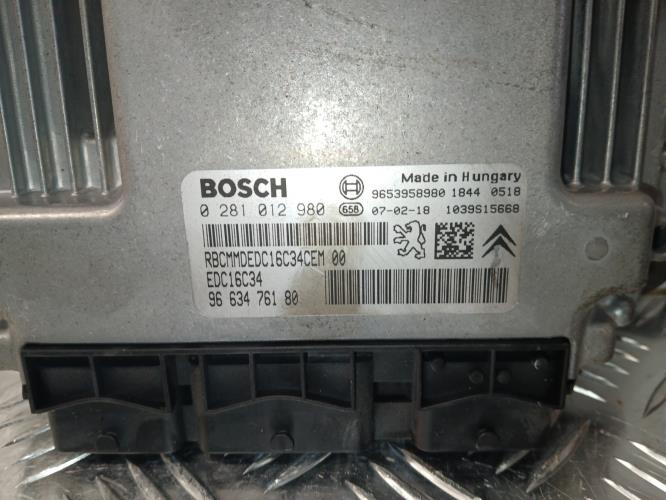 Made in Hungary
BOSCH
9653958980 1844 0518
0 281 012 980 658 07-02-18 1039S15668
RBCMMDEDC16C34CEM 00
EDC16C34
96 634 761 80